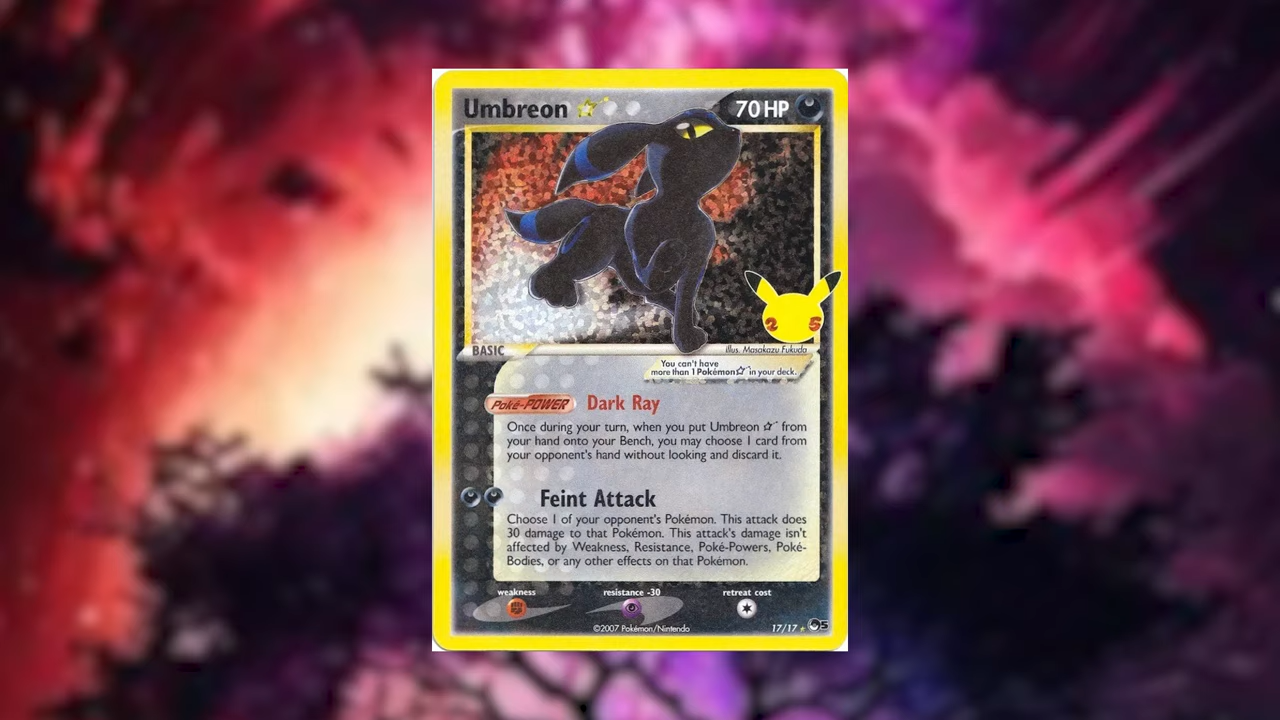 Umbreon ☆ 70 HP
25
BASIC Illus. Masakazu Fukuda
You can't have
more than 1 Pokémon ☆ in your deck.
Poké-POWER Dark Ray
Once during your turn, when you put Umbreon ☆ from
your hand onto your Bench, you may choose 1 card from
your opponent's hand without looking and discard it.
Feint Attack
Choose 1 of your opponent's Pokémon. This attack does
30 damage to that Pokémon. This attack's damage isn't
affected by Weakness, Resistance, Poké-Powers, Poké-
Bodies, or any other effects on that Pokémon.
weakness resistance -30 retreat cost
©2007 Pokémon/Nintendo 17/17 ★ 5